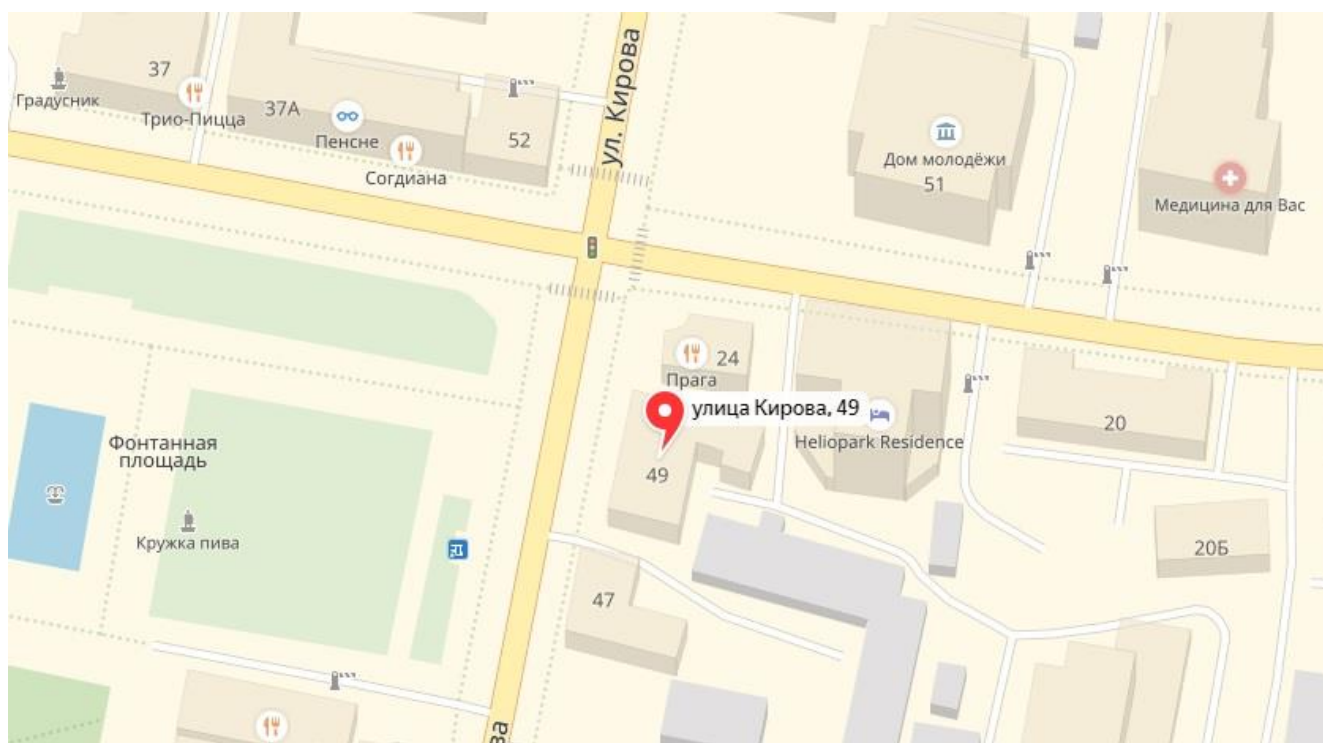 ул. Кирова
37
Градусник
Трио-Пицца
37А
Пенсне
52
Согдиана
Дом молодёжи
51
Медицина для Вас
24
Прага
улица Кирова, 49
Heliopark Residence
20
Фонтанная
площадь
49
Кружка пива
20Б
47
ва